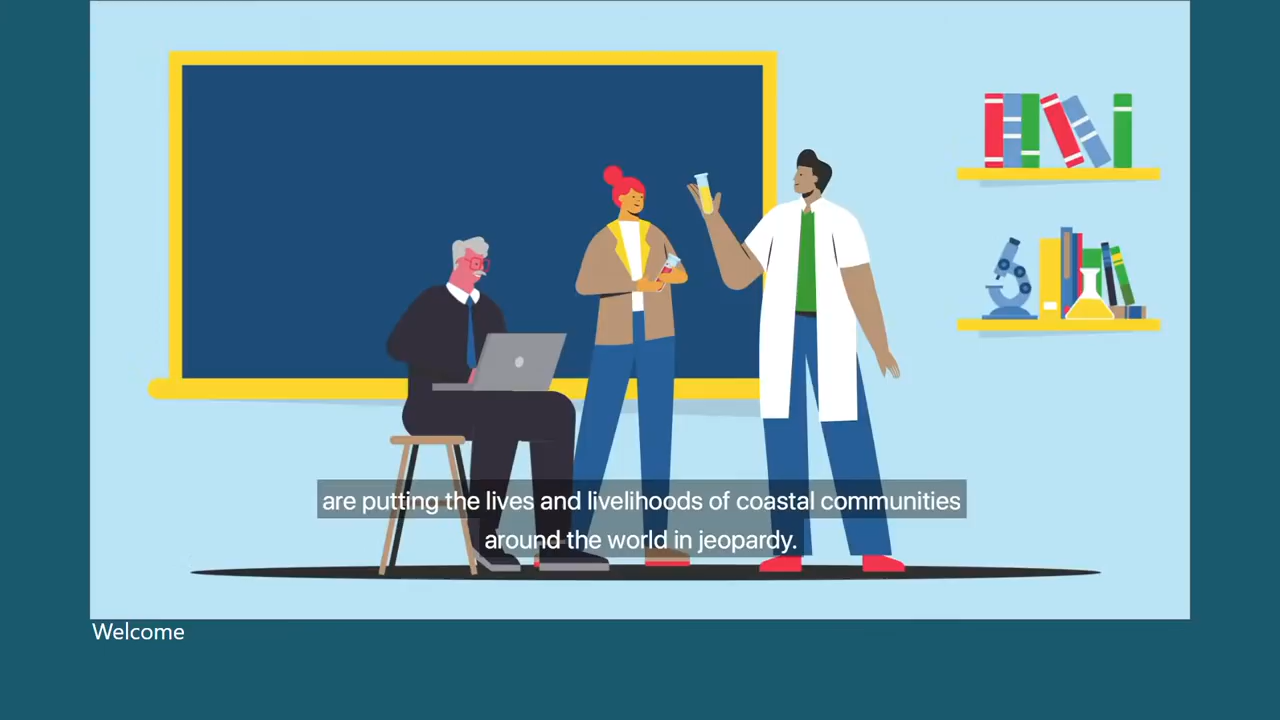 are putting the lives and livelihoods of coastal communities
around the world in jeopardy.
Welcome